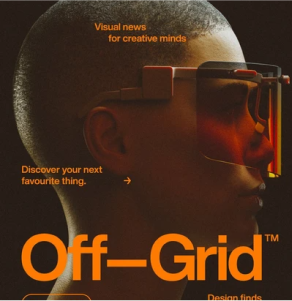 Visual news
for creative minds
Discover your next
favourite thing. →
Off—Grid™
Design finds